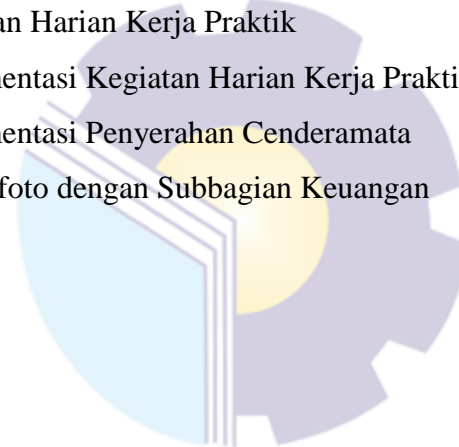 an Harian Kerja Praktik
entasi Kegiatan Harian Kerja Prakti
entasi Penyerahan Cenderamata
foto dengan Subbagian Keuangan